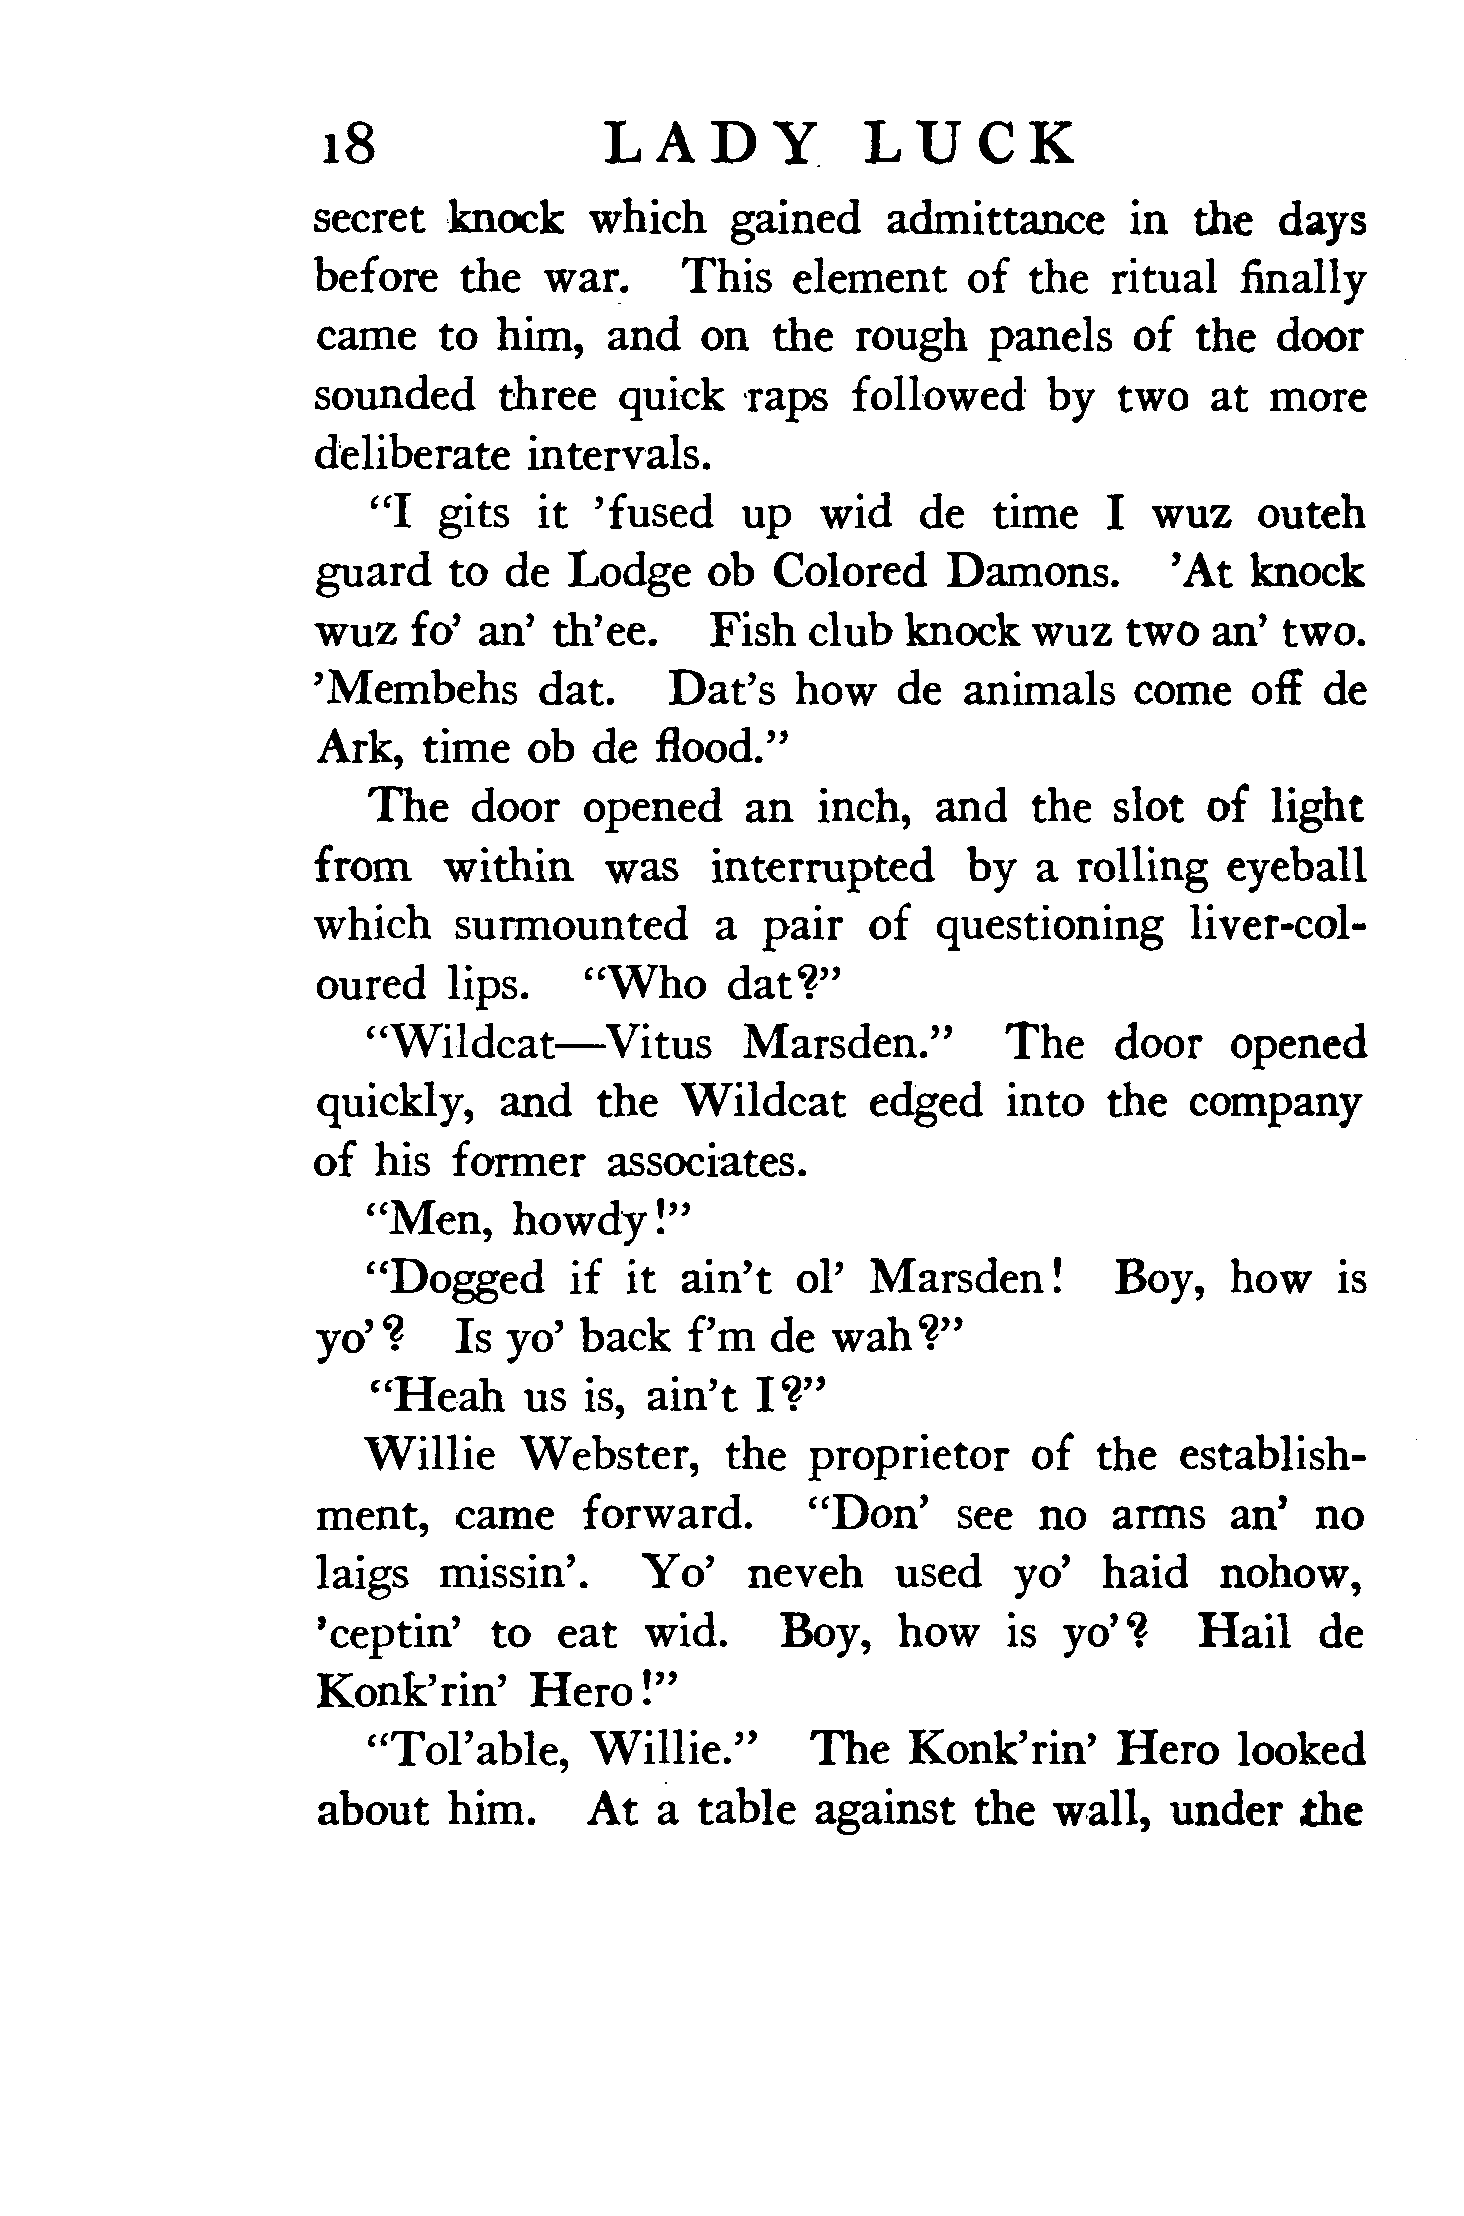 18 LADY LUCK
secret knock which gained admittance in the days
before the war. This element of the ritual finally
came to him, and on the rough panels of the door
sounded three quick raps followed by two at more
deliberate intervals.
“I gits it ’fused up wid de time I wuz outeh
guard to de Lodge ob Colored Damons. ’At knock
wuz fo’ an’ th’ee. Fish club knock wuz two an’ two.
’Membehs dat. Dat’s how de animals come off de
Ark, time ob de flood.”
The door opened an inch, and the slot of light
from within was interrupted by a rolling eyeball
which surmounted a pair of questioning liver-col-
oured lips. “Who dat?”
“Wildcat—Vitus Marsden.” The door opened
quickly, and the Wildcat edged into the company
of his former associates.
“Men, howdy!”
“Dogged if it ain’t ol’ Marsden! Boy, how is
yo’? Is yo’ back f’m de wah?”
“Heah us is, ain’t I?”
Willie Webster, the proprietor of the establish-
ment, came forward. “Don’ see no arms an’ no
laigs missin’. Yo’ neveh used yo’ haid nohow,
’ceptin’ to eat wid. Boy, how is yo’? Hail de
Konk’rin’ Hero!”
“Tol’able, Willie.” The Konk’rin’ Hero looked
about him. At a table against the wall, under the